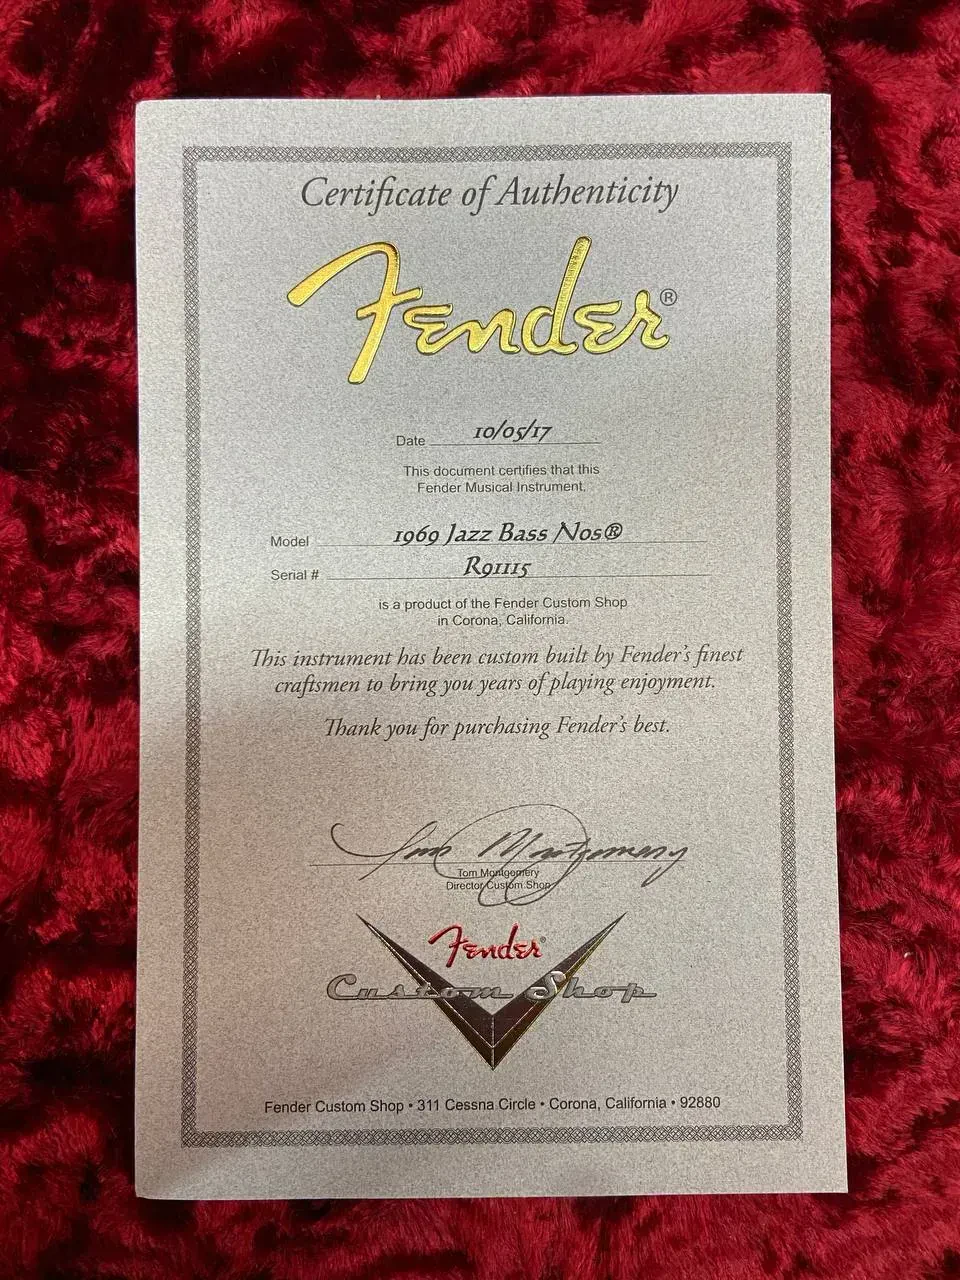 Certificate of Authenticity
Fender®
Date 10/05/17
This document certifies that this
Fender Musical Instrument,
Model 1969 Jazz Bass Nos®
Serial # R91115
is a product of the Fender Custom Shop
in Corona, California.
This instrument has been custom built by Fender's finest
craftsmen to bring you years of playing enjoyment.
Thank you for purchasing Fender's best.
Tom Montgomery
Tom Montgomery
Director Custom Shop
Fender®
Custom Shop
Fender Custom Shop • 311 Cessna Circle • Corona, California • 92880